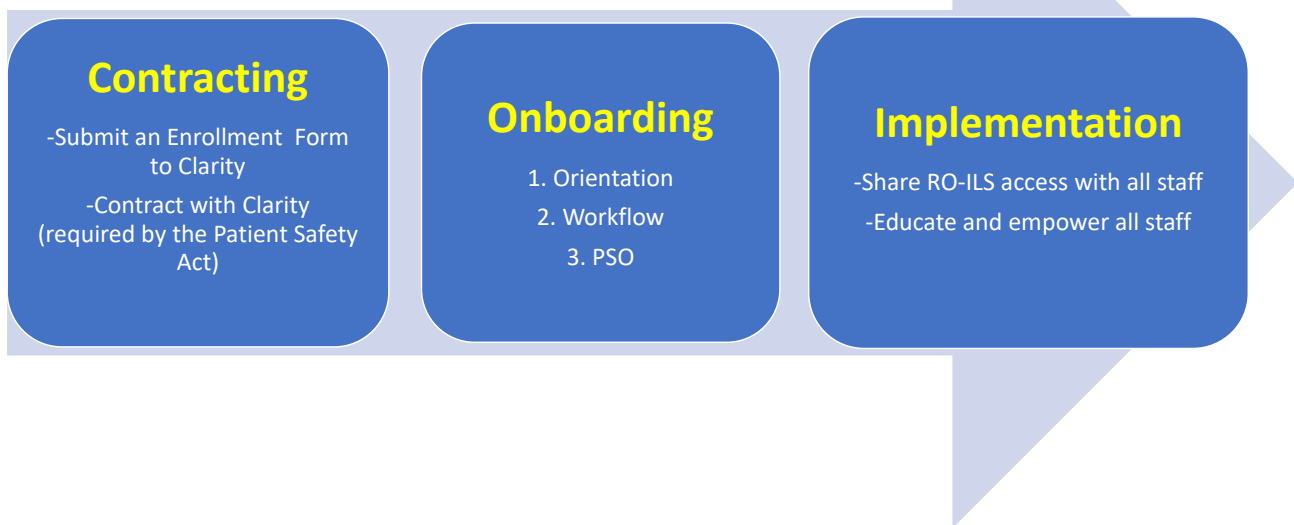 Contracting
-Submit an Enrollment Form
to Clarity
-Contract with Clarity
(required by the Patient Safety
Act)
Onboarding
1. Orientation
2. Workflow
3. PSO
Implementation
-Share RO-ILS access with all staff
-Educate and empower all staff